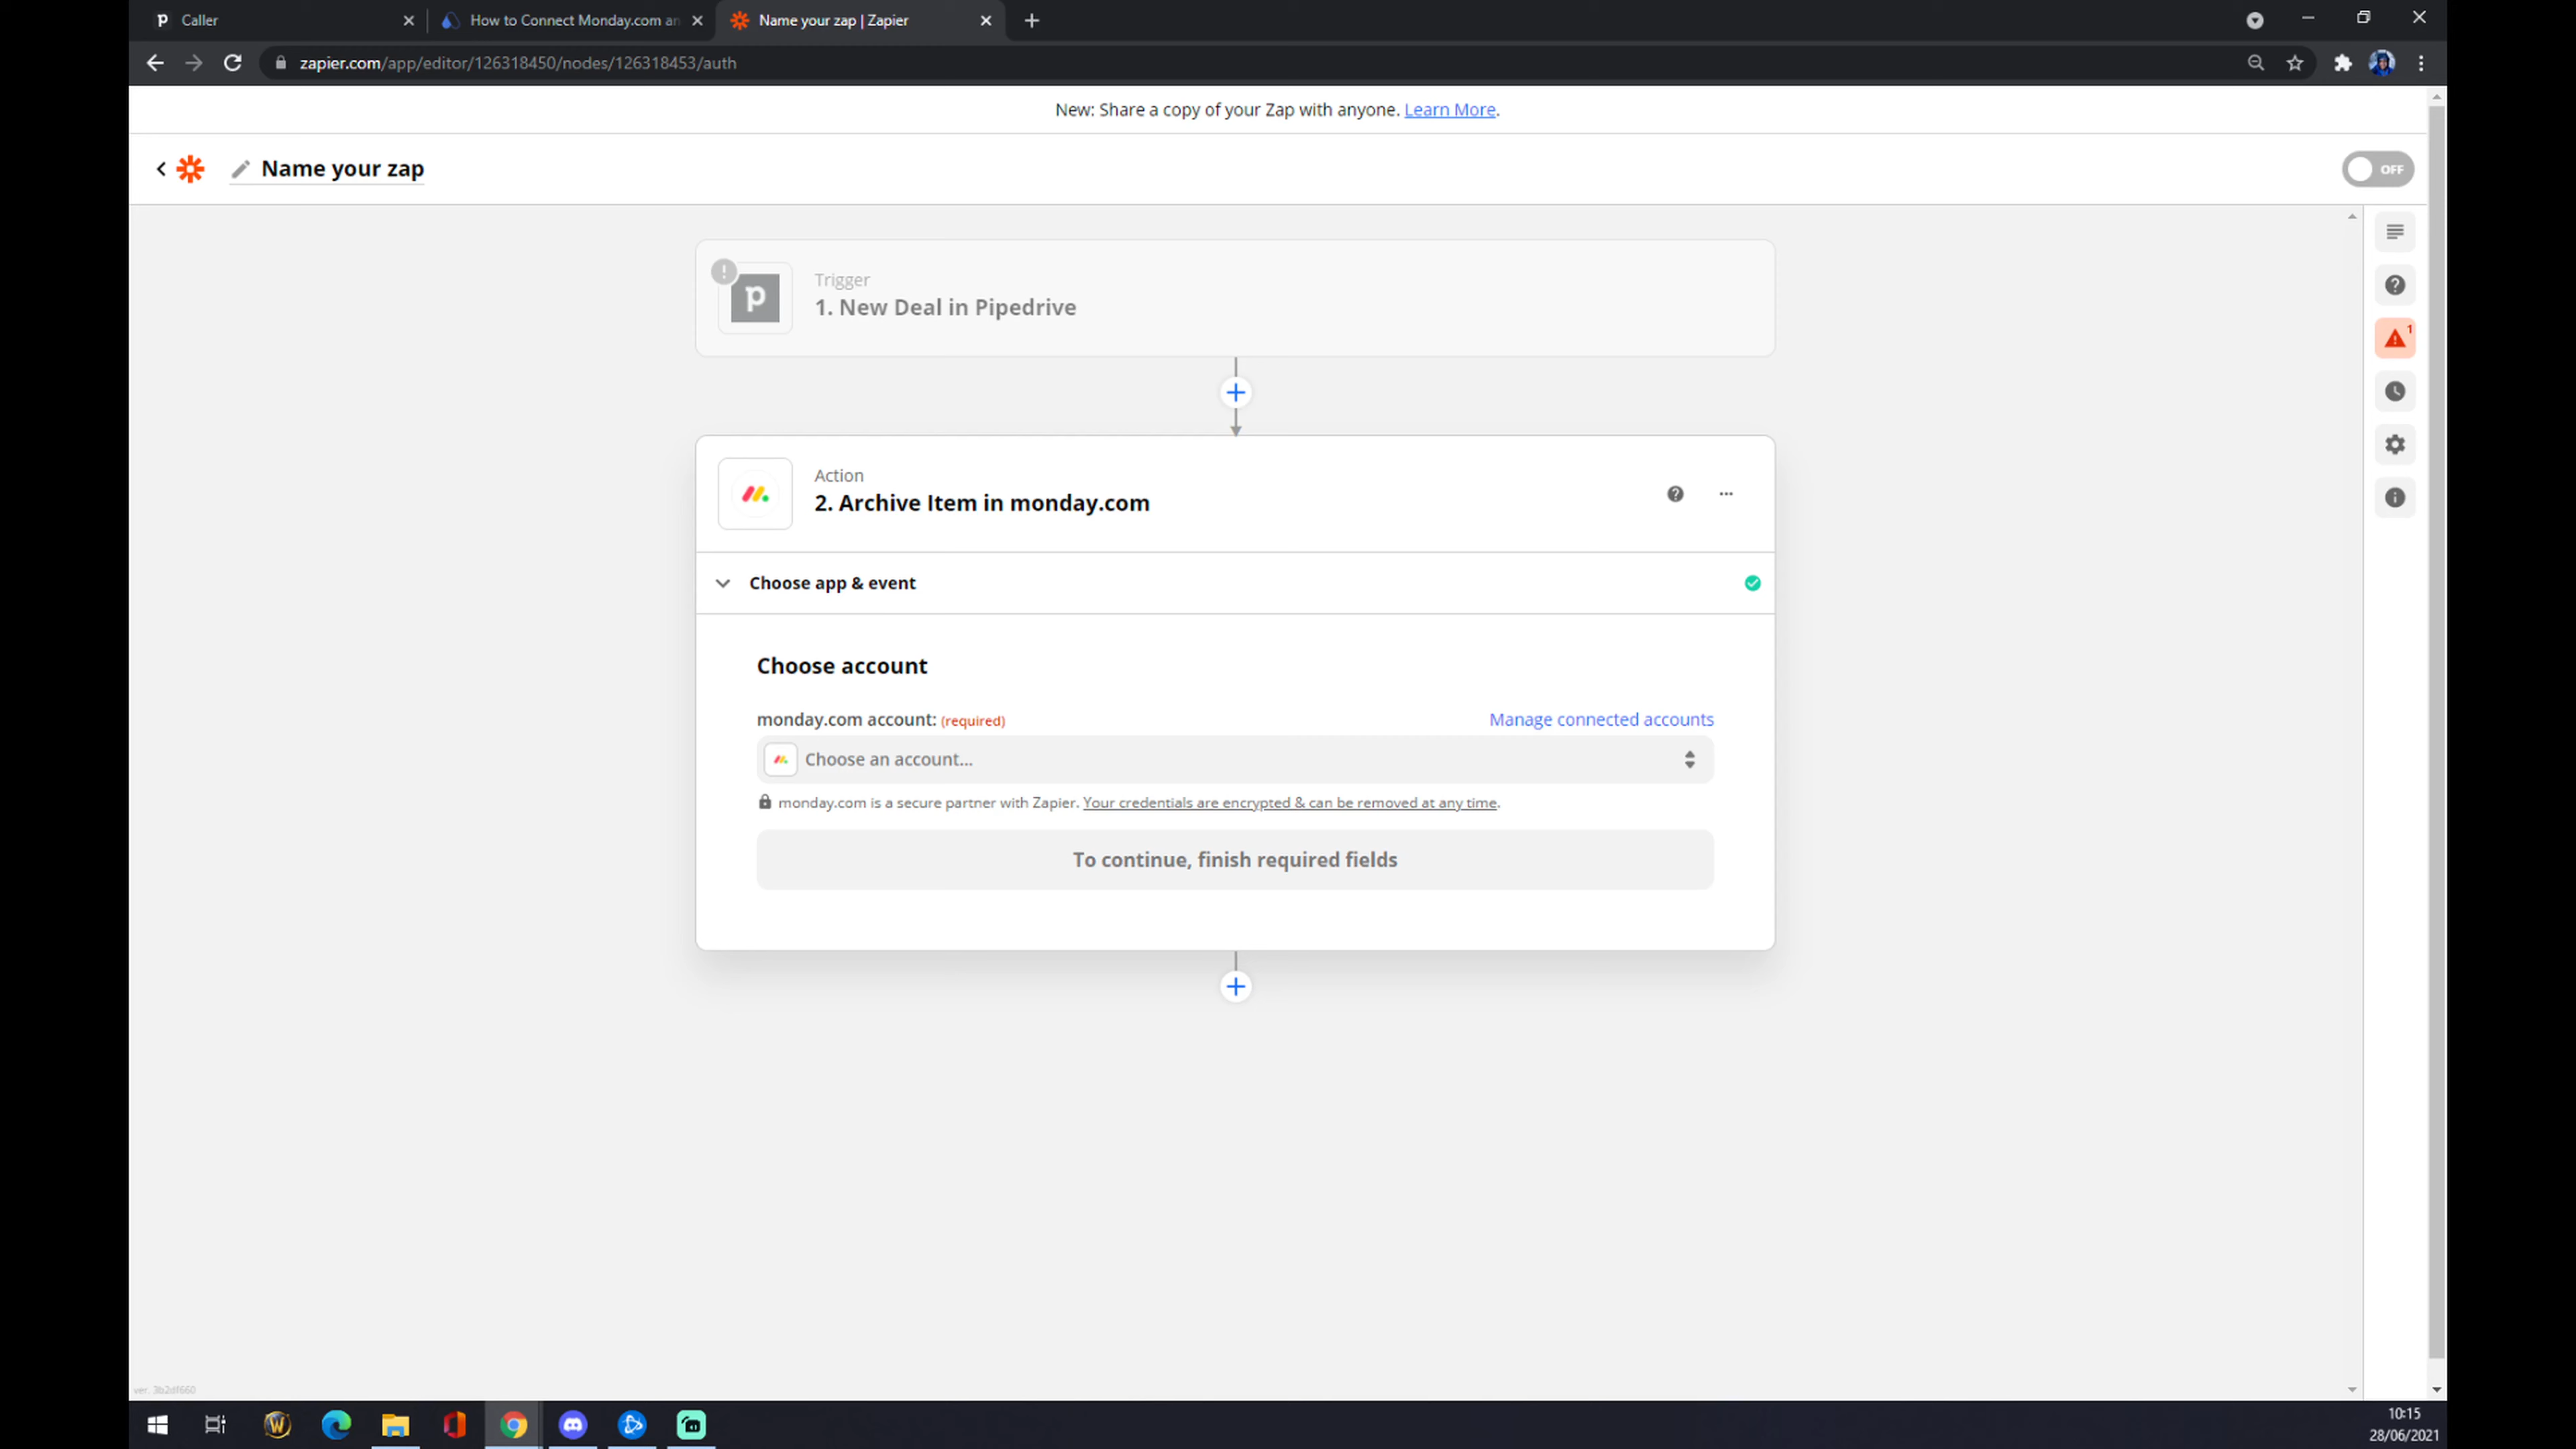 Caller
How to Connect Monday.com an
Name your zap | Zapier
zapier.com/app/editor/126318450/nodes/126318453/auth
New: Share a copy of your Zap with anyone. Learn More.
Name your zap
OFF
Trigger
1. New Deal in Pipedrive
1
Action
2. Archive Item in monday.com
Choose app & event
Choose account
monday.com account: (required)
Manage connected accounts
Choose an account...
monday.com is a secure partner with Zapier. Your credentials are encrypted & can be removed at any time.
To continue, finish required fields
ver. 3b2df660
10:15
28/06/2021